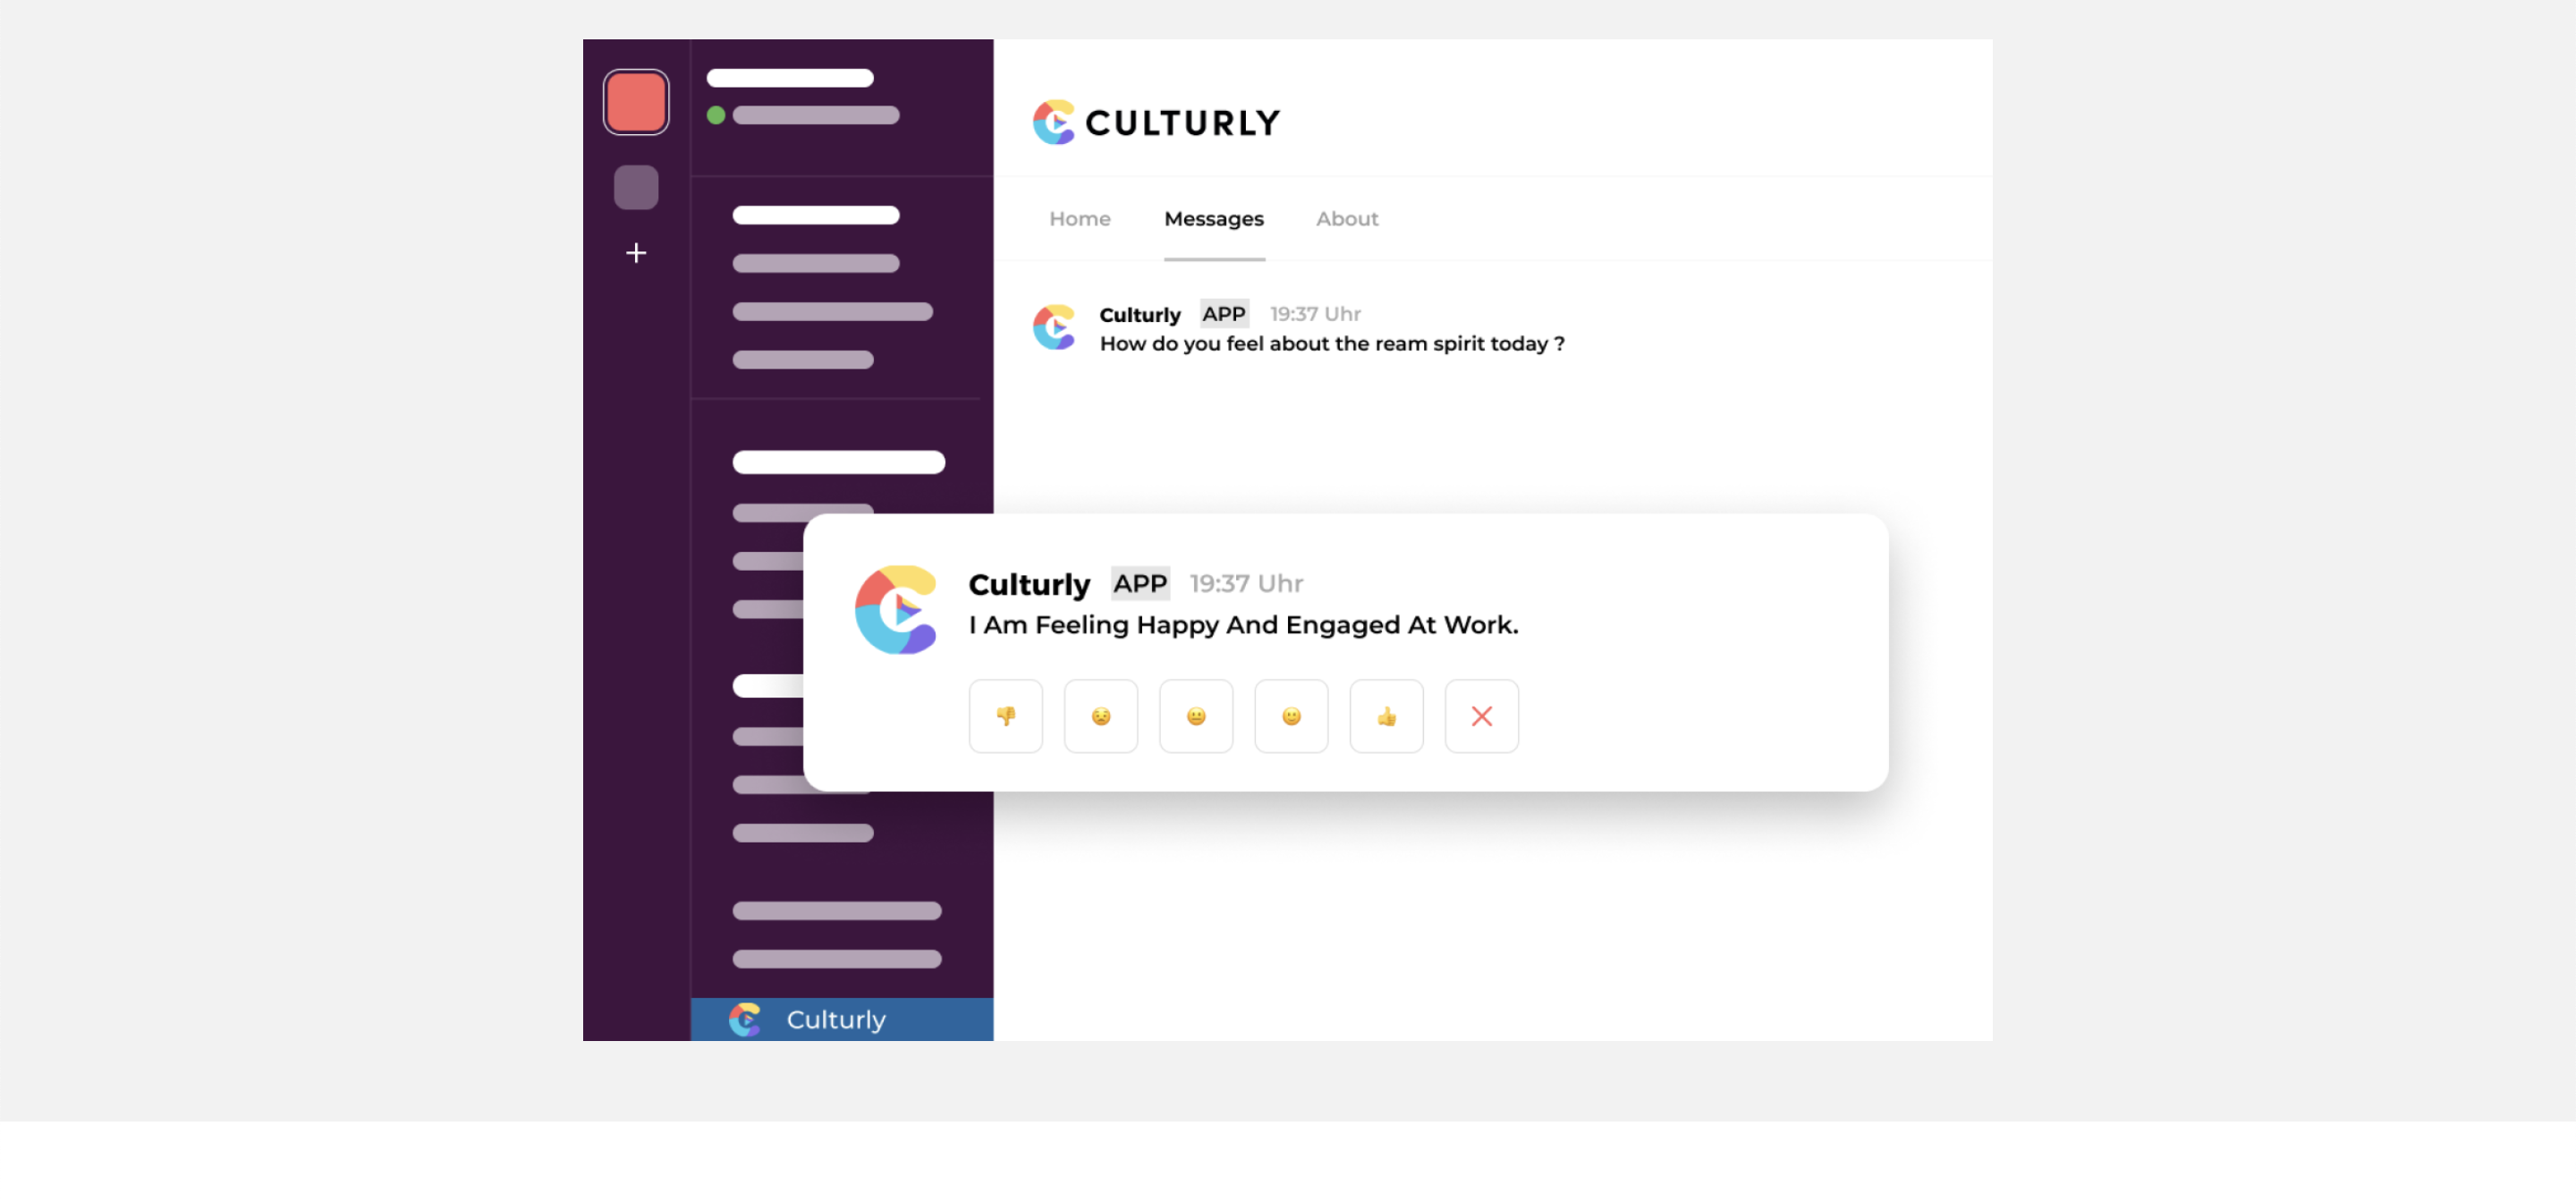 CULTURLY
Home Messages About
Culturly APP 19:37 Uhr
How do you feel about the ream spirit today ?
Culturly APP 19:37 Uhr
I Am Feeling Happy And Engaged At Work.
Culturly